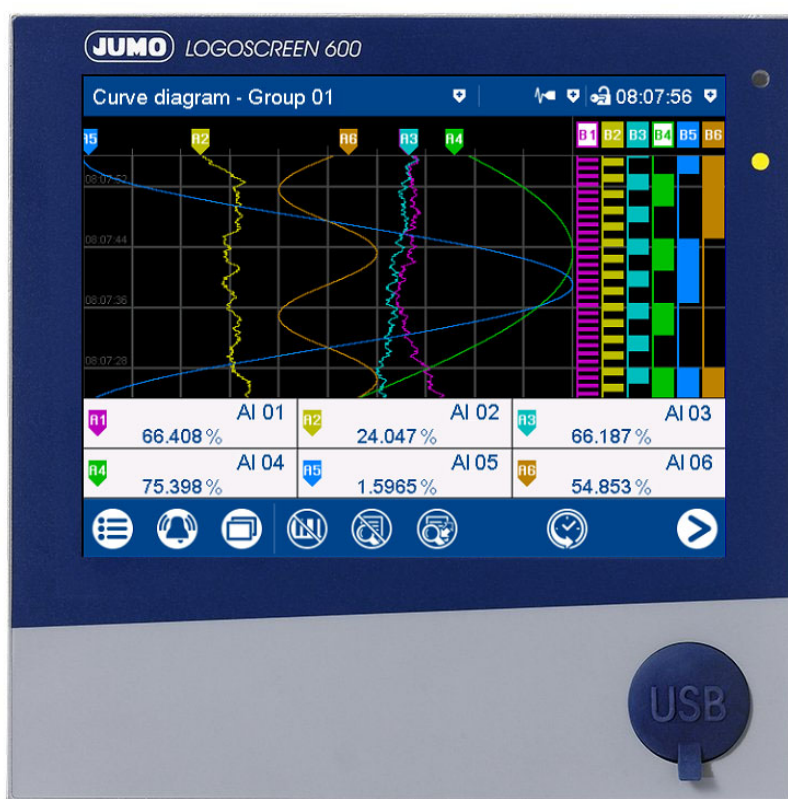 JUMO LOGOSCREEN 600
Curve diagram - Group 01 08:07:56
A5 A2 A6 A3 A4 B1 B2 B3 B4 B5 B6
08:07:52
08:07:44
08:07:36
08:07:28
A1 AI 01 A2 AI 02 A3 AI 03
66.408 % 24.047 % 66.187 %
A4 AI 04 A5 AI 05 A6 AI 06
75.398 % 1.5965 % 54.853 %
USB